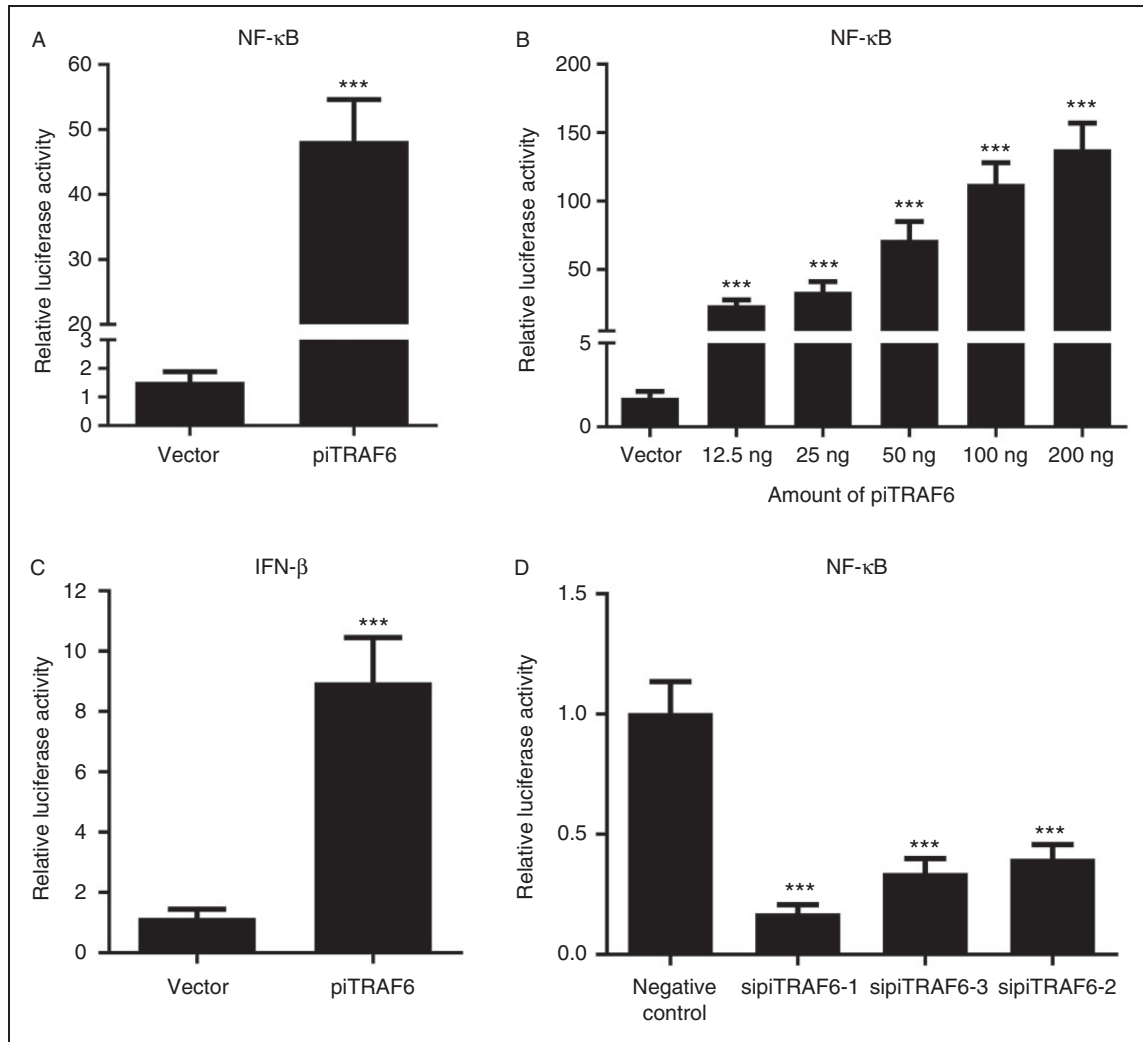 A
NF-κB
Relative luciferase activity
60
50
40
30
20
3
2
1
0
***
Vector
piTRAF6
B
NF-κB
Relative luciferase activity
200
150
100
50
5
0
***
***
***
***
***
Vector
12.5 ng
25 ng
50 ng
100 ng
200 ng
Amount of piTRAF6
C
IFN-β
Relative luciferase activity
12
10
8
6
4
2
0
***
Vector
piTRAF6
D
NF-κB
Relative luciferase activity
1.5
1.0
0.5
0.0
***
***
***
Negative
control
sipiTRAF6-1
sipiTRAF6-3
sipiTRAF6-2